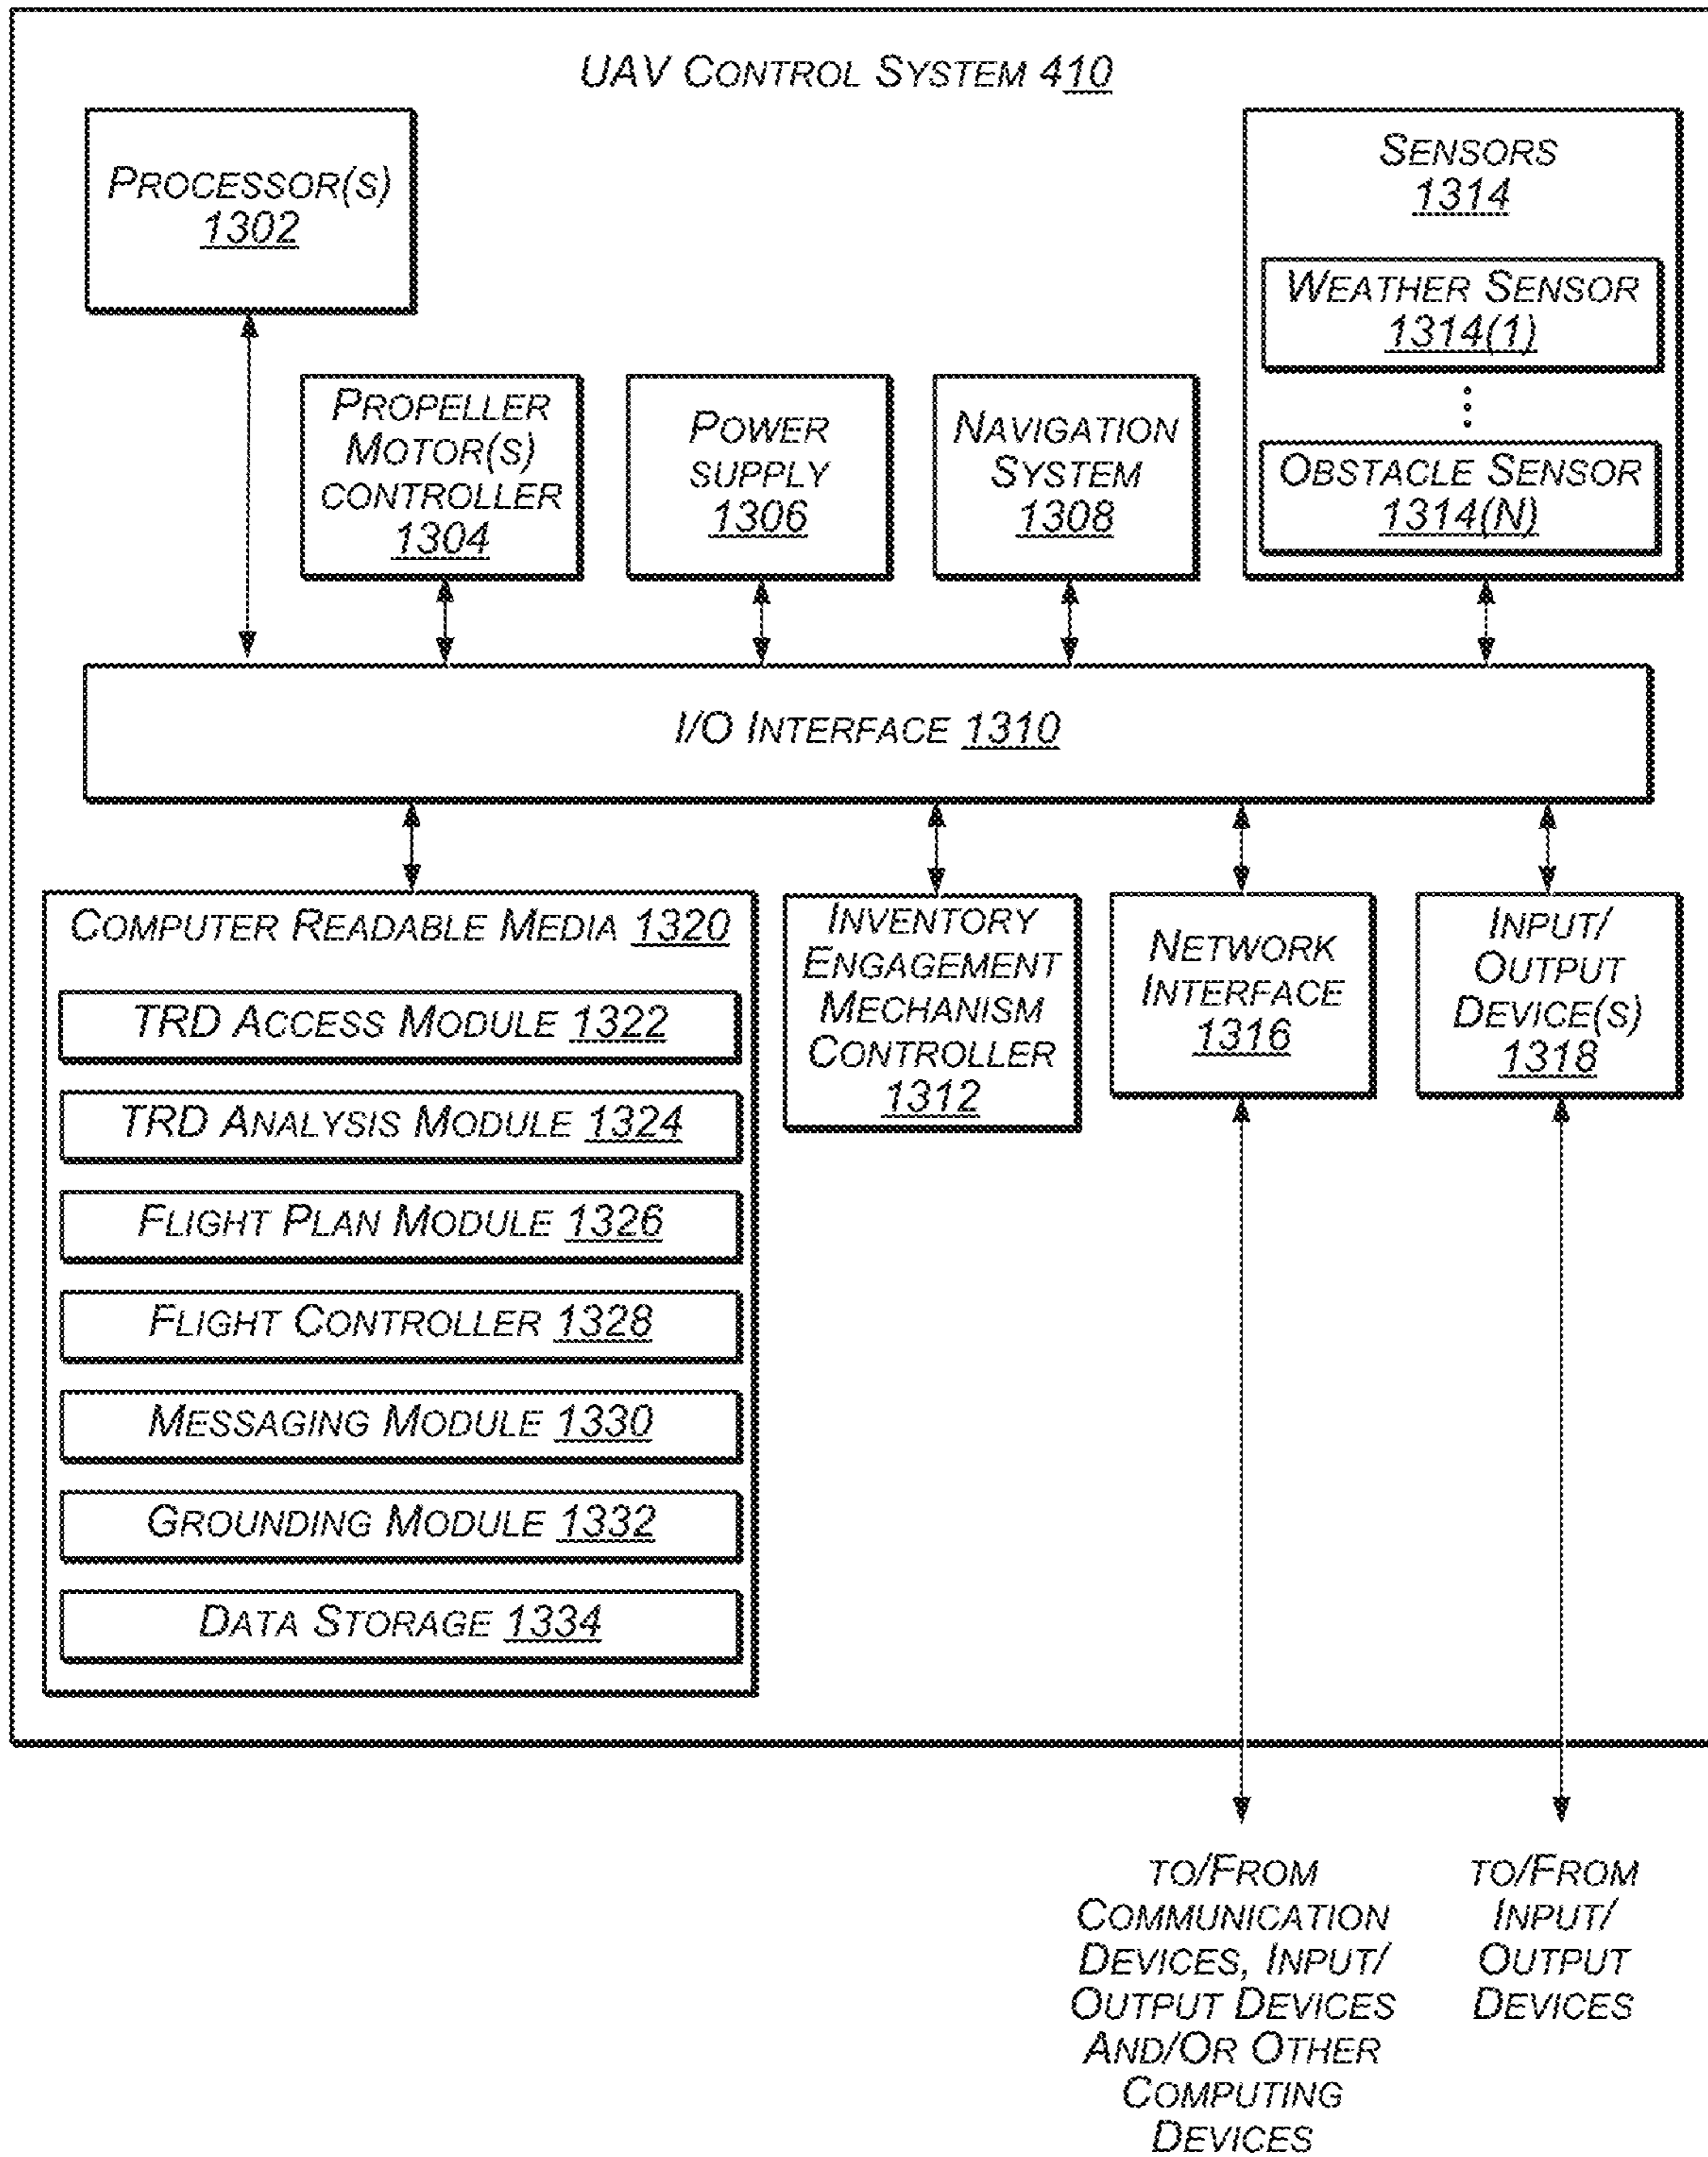 UAV CONTROL SYSTEM 410
PROCESSOR(S)
1302
SENSORS
1314
WEATHER SENSOR
1314(1)
OBSTACLE SENSOR
1314(N)
PROPELLER
MOTOR(S)
CONTROLLER
1304
POWER
SUPPLY
1306
NAVIGATION
SYSTEM
1308
I/O INTERFACE 1310
COMPUTER READABLE MEDIA 1320
TRD ACCESS MODULE 1322
TRD ANALYSIS MODULE 1324
FLIGHT PLAN MODULE 1326
FLIGHT CONTROLLER 1328
MESSAGING MODULE 1330
GROUNDING MODULE 1332
DATA STORAGE 1334
INVENTORY
ENGAGEMENT
MECHANISM
CONTROLLER
1312
NETWORK
INTERFACE
1316
INPUT/
OUTPUT
DEVICE(S)
1318
TO/FROM
COMMUNICATION
DEVICES, INPUT/
OUTPUT DEVICES
AND/OR OTHER
COMPUTING
DEVICES
TO/FROM
INPUT/
OUTPUT
DEVICES